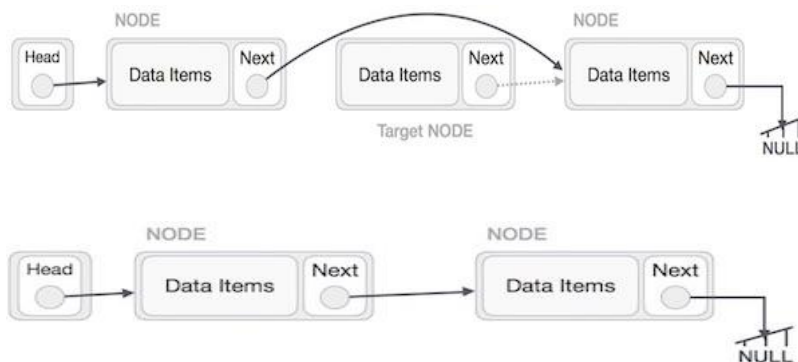 NODE NODE
Head Data Items Next Data Items Next Data Items Next
Target NODE
NULL
NODE NODE
Head Data Items Next Data Items Next
NULL